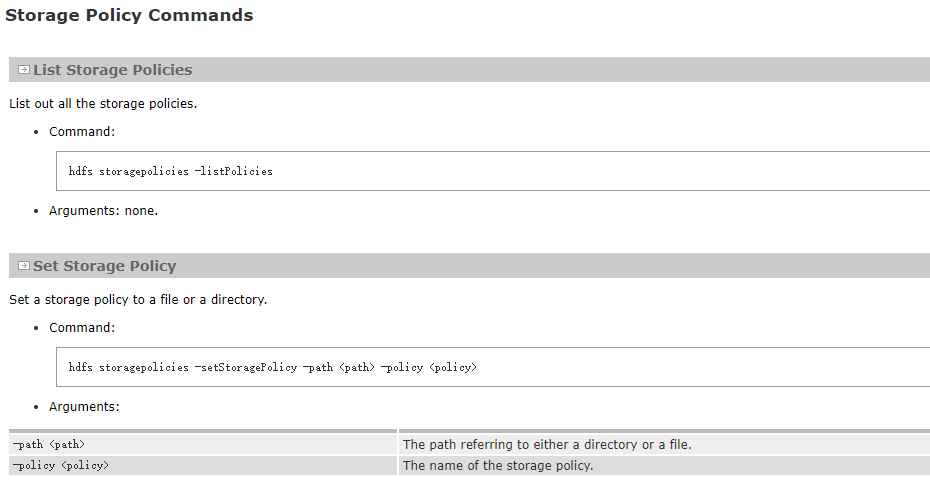 Storage Policy Commands
List Storage Policies
List out all the storage policies.
• Command:
hdfs storagepolicies -listPolicies
• Arguments: none.
Set Storage Policy
Set a storage policy to a file or a directory.
• Command:
hdfs storagepolicies -setStoragePolicy -path <path> -policy <policy>
• Arguments:
-path <path> The path referring to either a directory or a file.
-policy <policy> The name of the storage policy.